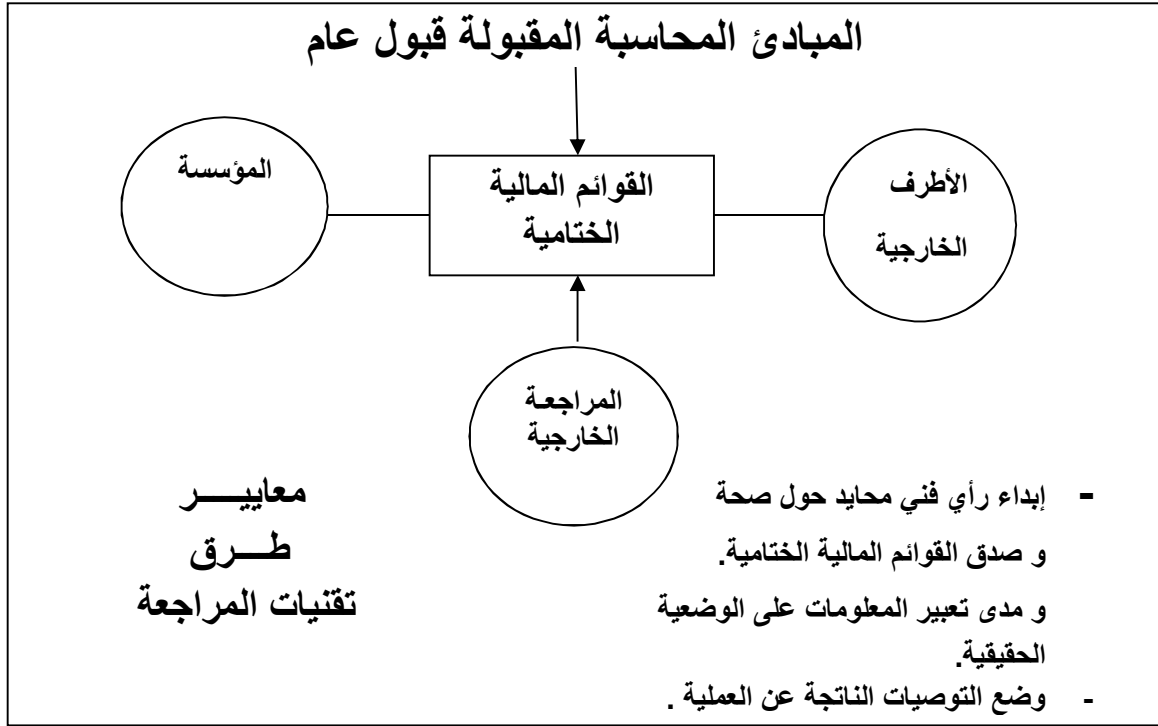 المبادئ المحاسبة المقبولة قبول عام
الأطرف
الخارجية
القوائم المالية
الختامية
المؤسسة
المراجعة
الخارجية
- إبداء رأي فني محايد حول صحة
و صدق القوائم المالية الختامية.
و مدى تعبير المعلومات على الوضعية
الحقيقية.
- وضع التوصيات الناتجة عن العملية .
معاييـــر
طـــرق
تقنيات المراجعة